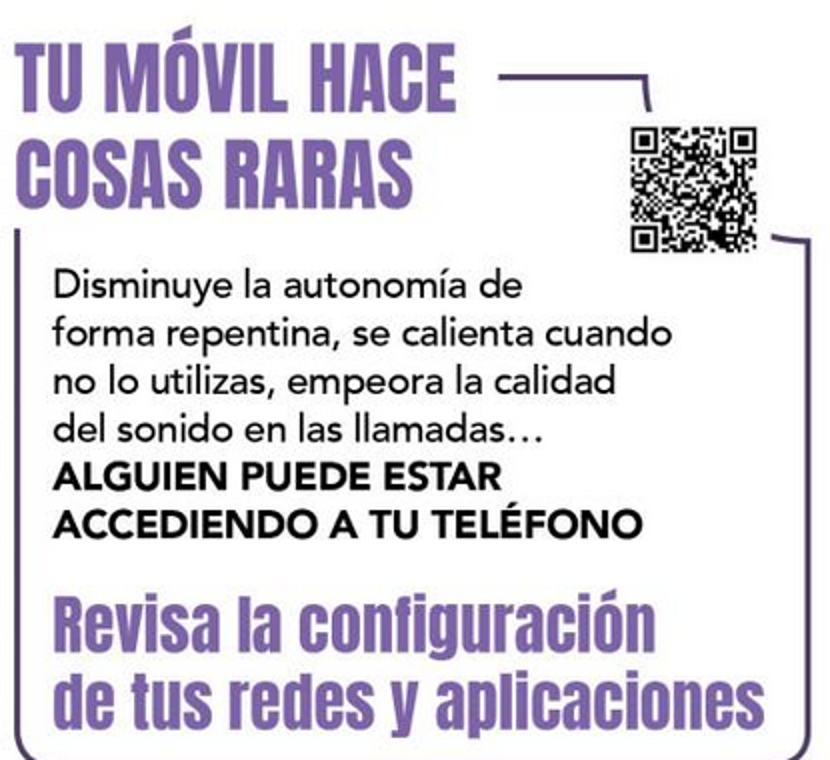 TU MÓVIL HACE
COSAS RARAS
Disminuye la autonomía de
forma repentina, se calienta cuando
no lo utilizas, empeora la calidad
del sonido en las llamadas...
ALGUIEN PUEDE ESTAR
ACCEDIENDO A TU TELÉFONO
Revisa la configuración
de tus redes y aplicaciones